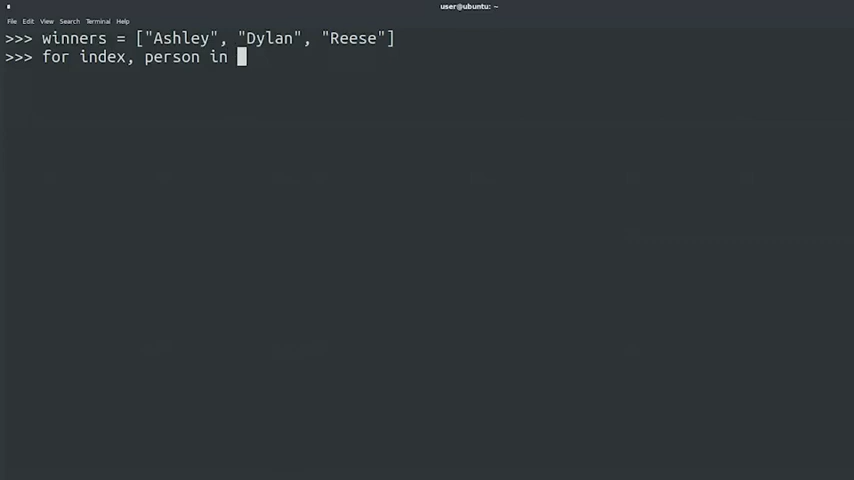 user@ubuntu: ~
File Edit View Search Terminal Help
>>> winners = ["Ashley", "Dylan", "Reese"]
>>> for index, person in